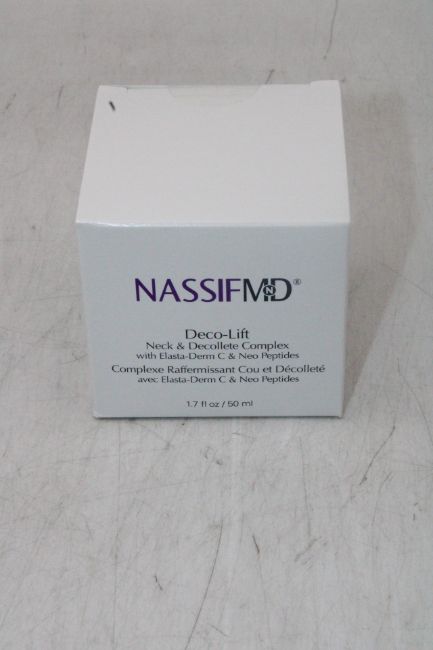 NASSIFMD®
Deco-Lift
Neck & Decollete Complex
with Elasta-Derm C & Neo Peptides
Complexe Raffermissant Cou et Décolleté
avec Elasta-Derm C & Neo Peptides
1.7 fl oz / 50 ml